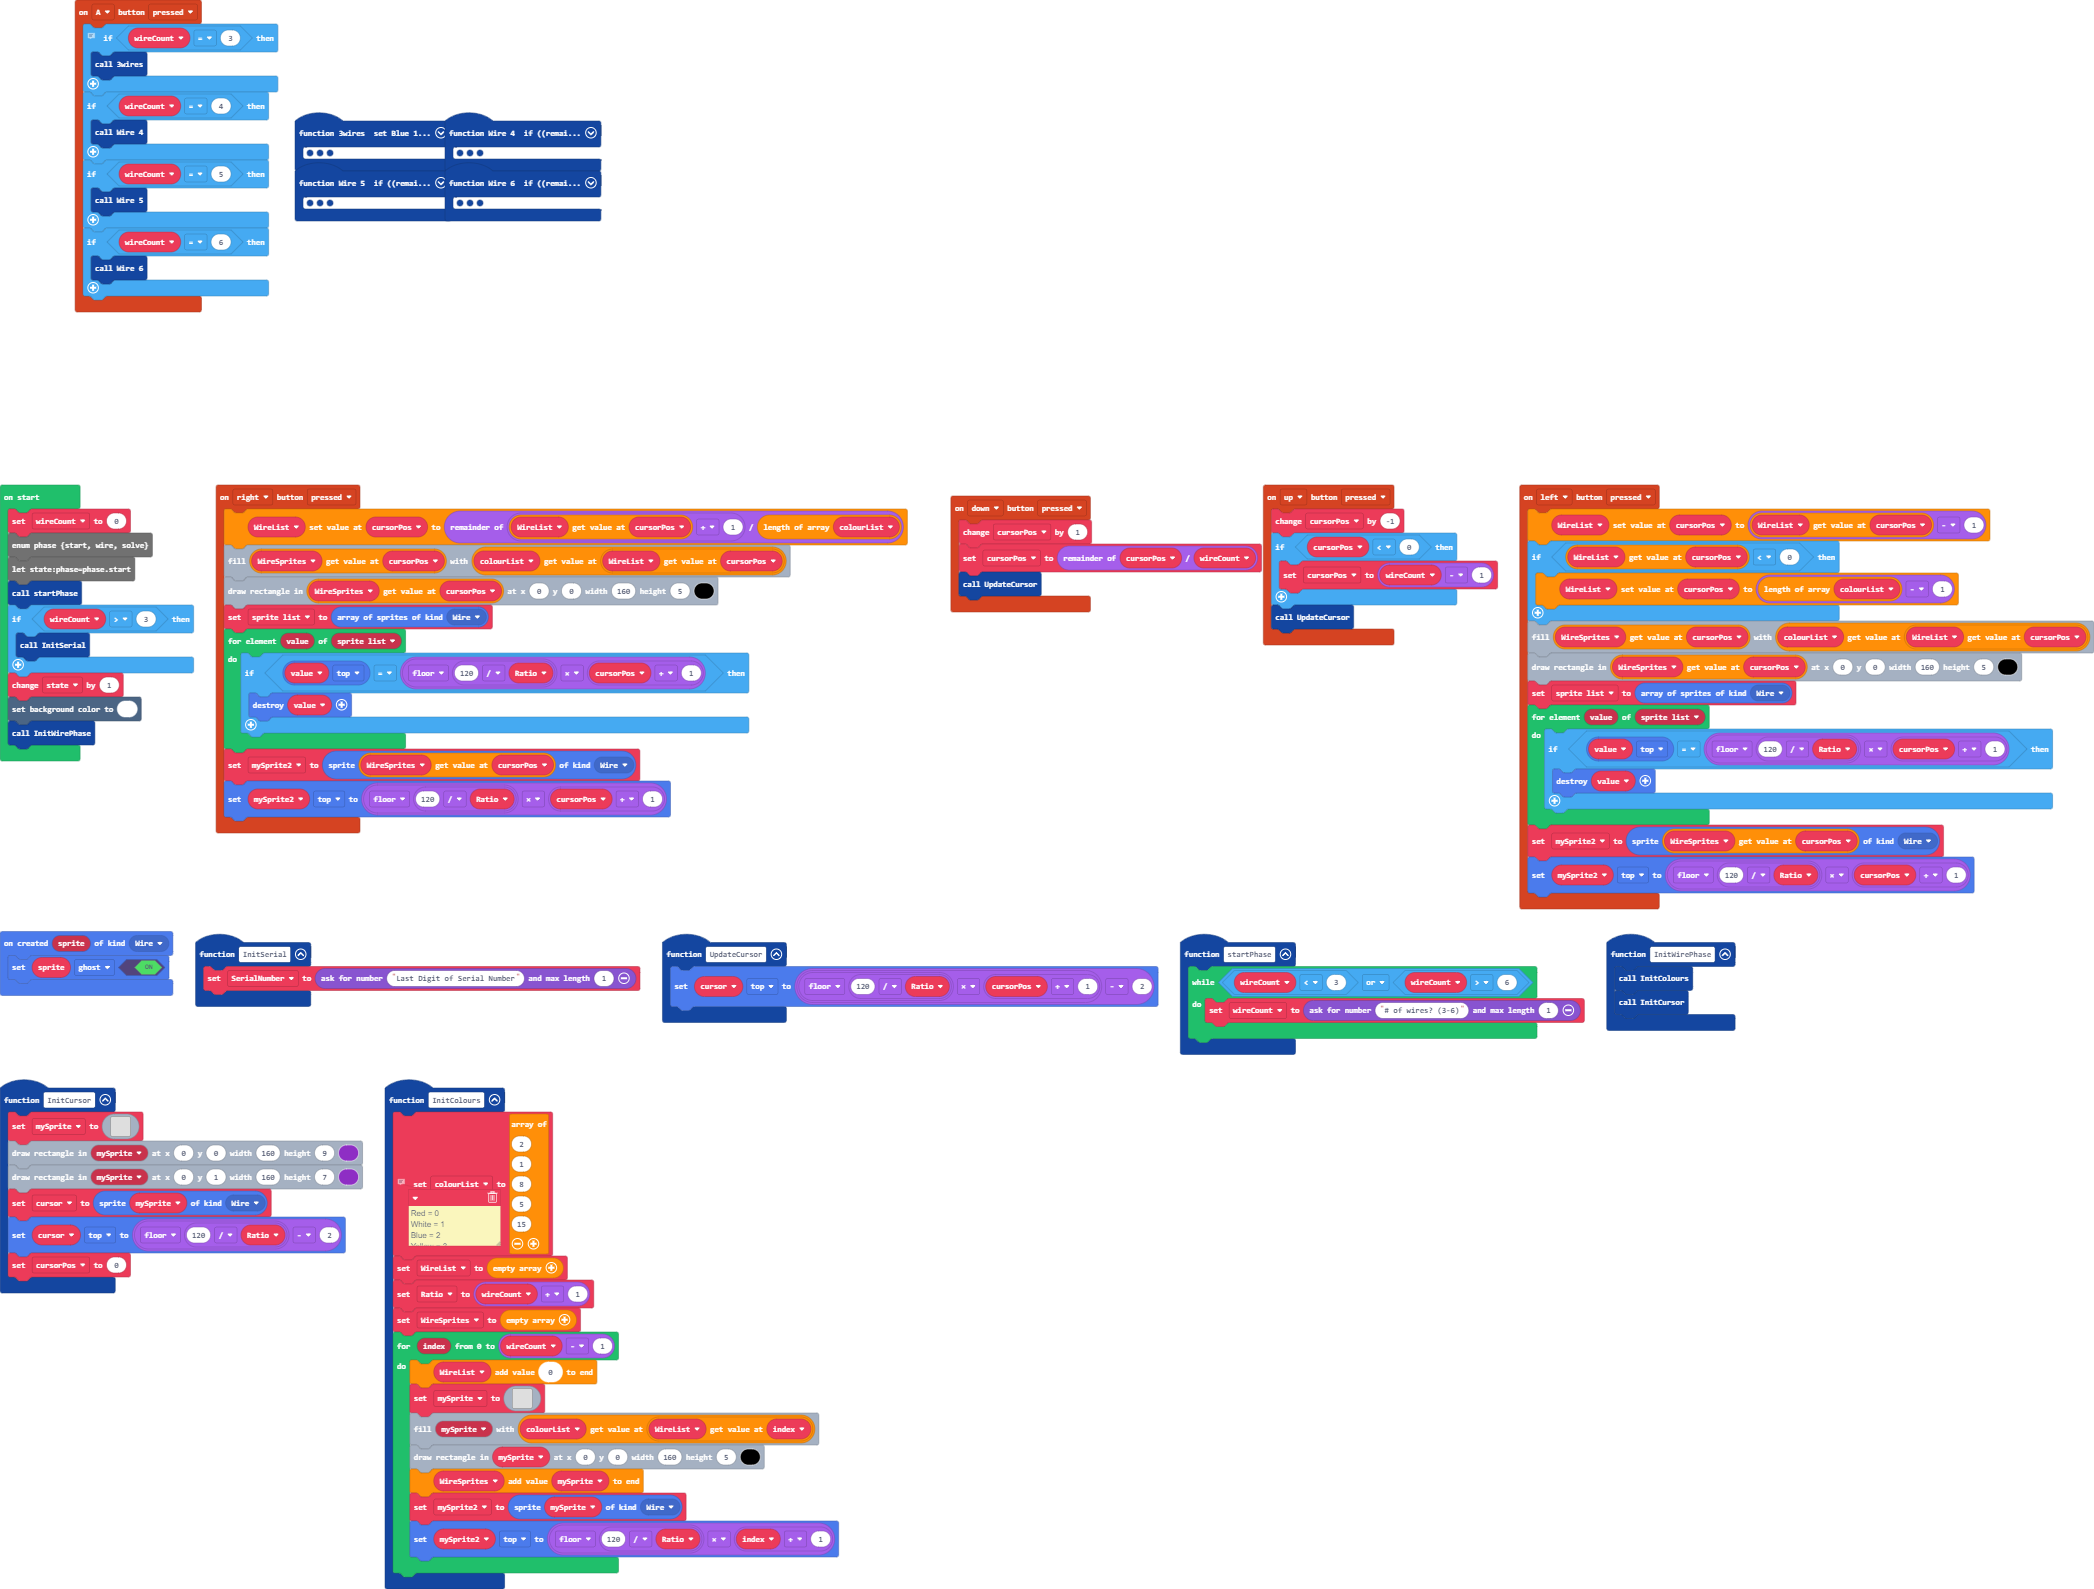 on A button pressed
if wireCount = 3 then
call 3wires
if wireCount = 4 then
call Wire 4
if wireCount = 5 then
call Wire 5
if wireCount = 6 then
call Wire 6
function 3wires set Blue 1...
function Wire 4 if ((remai...
function Wire 5 if ((remai...
function Wire 6 if ((remai...
on start
set wireCount to 0
enum phase {start, wire, solve}
let state:phase=phase.start
call startPhase
if wireCount > 3 then
call InitSerial
change state by 1
set background color to
call InitWirePhase
on right button pressed
WireList set value at cursorPos to remainder of WireList get value at cursorPos + 1 / length of array colourList
fill WireSprites get value at cursorPos with colourList get value at WireList get value at cursorPos
draw rectangle in WireSprites get value at cursorPos at x 0 y 0 width 160 height 5
set sprite list to array of sprites of kind Wire
for element value of sprite list
do
if value top = floor 120 / Ratio × cursorPos + 1 then
destroy value
set mySprite2 to sprite WireSprites get value at cursorPos of kind Wire
set mySprite2 top to floor 120 / Ratio × cursorPos + 1
on down button pressed
change cursorPos by 1
set cursorPos to remainder of cursorPos / wireCount
call UpdateCursor
on up button pressed
change cursorPos by -1
if cursorPos < 0 then
set cursorPos to wireCount - 1
call UpdateCursor
on left button pressed
WireList set value at cursorPos to WireList get value at cursorPos - 1
if WireList get value at cursorPos < 0 then
WireList set value at cursorPos to length of array colourList - 1
fill WireSprites get value at cursorPos with colourList get value at WireList get value at cursorPos
draw rectangle in WireSprites get value at cursorPos at x 0 y 0 width 160 height 5
set sprite list to array of sprites of kind Wire
for element value of sprite list
do
if value top = floor 120 / Ratio × cursorPos + 1 then
destroy value
set mySprite2 to sprite WireSprites get value at cursorPos of kind Wire
set mySprite2 top to floor 120 / Ratio × cursorPos + 1
on created sprite of kind Wire
set sprite ghost ON
function InitSerial
set SerialNumber to ask for number "Last Digit of Serial Number" and max length 1
function UpdateCursor
set cursor top to floor 120 / Ratio × cursorPos + 1 - 2
function startPhase
while wireCount < 3 or wireCount > 6
do
set wireCount to ask for number "# of wires? (3-6)" and max length 1
function InitWirePhase
call InitColours
call InitCursor
function InitCursor
set mySprite to
draw rectangle in mySprite at x 0 y 0 width 160 height 9
draw rectangle in mySprite at x 0 y 1 width 160 height 7
set cursor to sprite mySprite of kind Wire
set cursor top to floor 120 / Ratio - 2
set cursorPos to 0
function InitColours
set colourList to
array of
2
1
8
5
15
Red = 0
White = 1
Blue = 2
set WireList to empty array
set Ratio to wireCount + 1
set WireSprites to empty array
for index from 0 to wireCount - 1
do
WireList add value 0 to end
set mySprite to
fill mySprite with colourList get value at WireList get value at index
draw rectangle in mySprite at x 0 y 0 width 160 height 5
WireSprites add value mySprite to end
set mySprite2 to sprite mySprite of kind Wire
set mySprite2 top to floor 120 / Ratio × index + 1